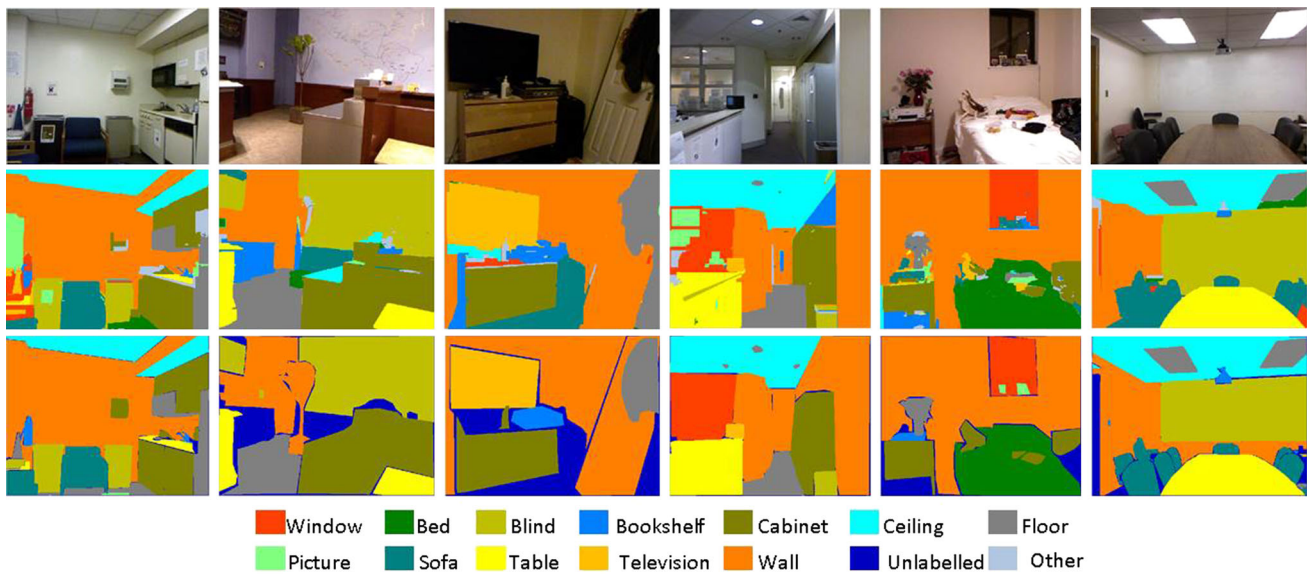 Window Bed Blind Bookshelf Cabinet Ceiling Floor
Picture Sofa Table Television Wall Unlabelled Other